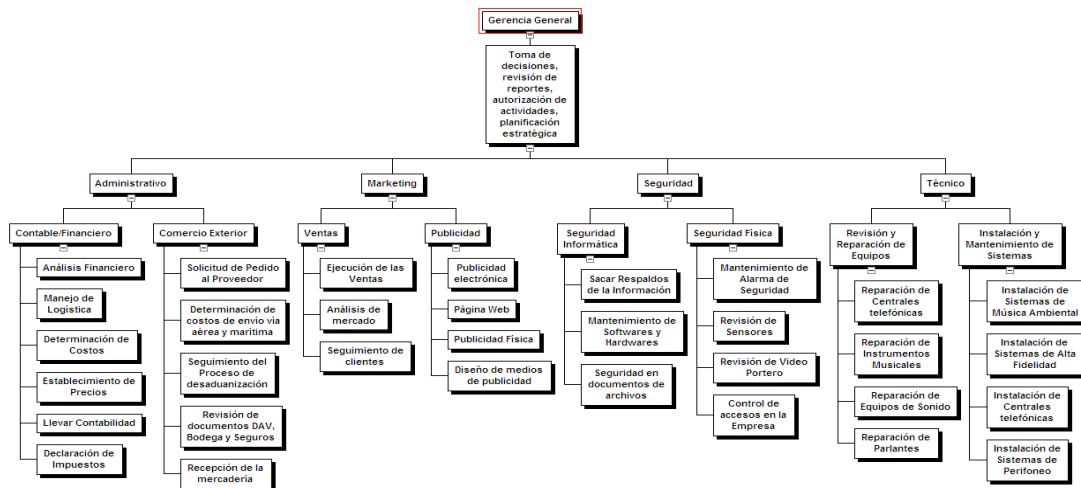 Gerencia General
Toma de
decisiones,
revisión de
reportes,
autorización de
actividades,
planificación
estratégica
Administrativo
Marketing
Seguridad
Técnico
Contable/Financiero
Análisis Financiero
Manejo de
Logística
Determinación de
Costos
Establecimiento de
Precios
Llevar Contabilidad
Declaración de
Impuestos
Comercio Exterior
Solicitud de Pedido
al Proveedor
Determinación de
costos de envío vía
aérea y marítima
Seguimiento del
Proceso de
desaduanización
Revisión de
documentos DAV,
Bodega y Seguros
Recepción de la
mercadería
Ventas
Ejecución de las
Ventas
Análisis de
mercado
Seguimiento de
clientes
Publicidad
Publicidad
electrónica
Página Web
Publicidad Física
Diseño de medios
de publicidad
Seguridad
Informática
Sacar Respaldos
de la Información
Mantenimiento de
Softwares y
Hardwares
Seguridad en
documentos de
archivos
Seguridad Física
Mantenimiento de
Alarma de
Seguridad
Revisión de
Sensores
Revisión de Video
Portero
Control de
accesos en la
Empresa
Revisión y
Reparación de
Equipos
Reparación de
Centrales
telefónicas
Reparación de
Instrumentos
Musicales
Reparación de
Equipos de Sonido
Reparación de
Parlantes
Instalación y
Mantenimiento de
Sistemas
Instalación de
Sistemas de
Música Ambiental
Instalación de
Sistemas de Alta
Fidelidad
Instalación de
Centrales
telefónicas
Instalación de
Sistemas de
Perifoneo